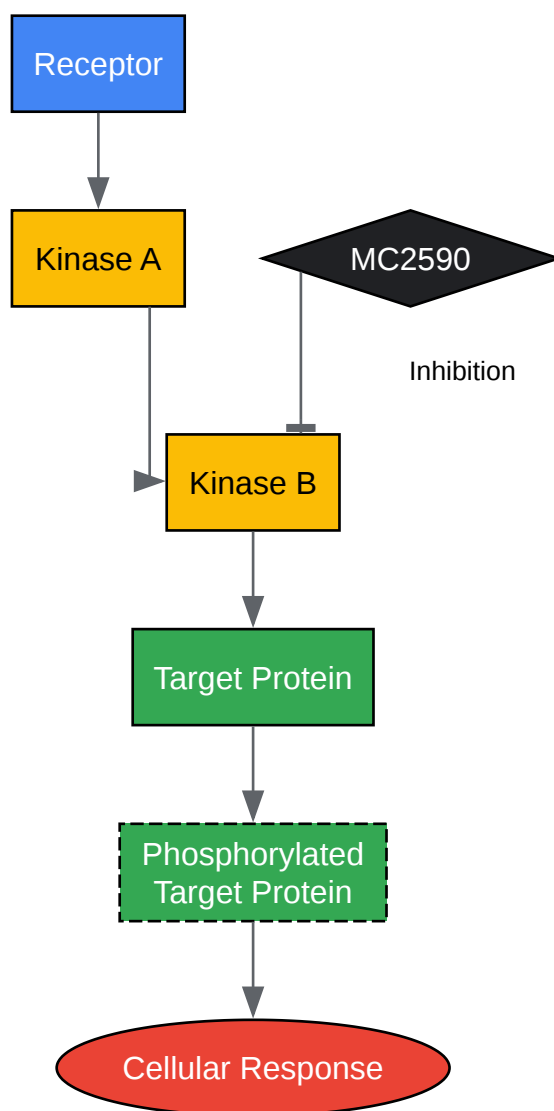 Receptor
Kinase A
MC2590
Inhibition
Kinase B
Target Protein
Phosphorylated
Target Protein
Cellular Response